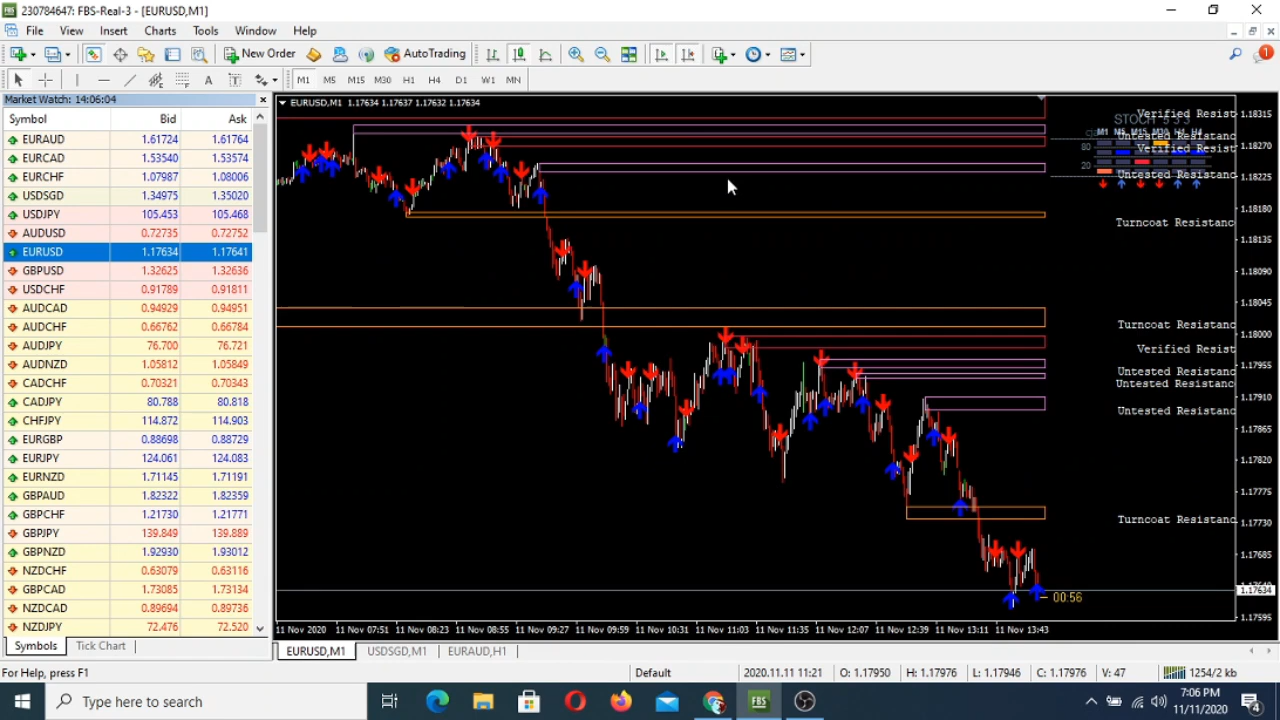 230784647: FBS-Real-3 - [EURUSD,M1]
File View Insert Charts Tools Window Help
New Order AutoTrading
A T M1 M5 M15 M30 H1 H4 D1 W1 MN 1
Market Watch: 14:06:04
Symbol Bid Ask
EURAUD 1.61724 1.61764
EURCAD 1.53540 1.53574
EURCHF 1.07987 1.08006
USDSGD 1.34975 1.35020
USDJPY 105.453 105.468
AUDUSD 0.72735 0.72752
EURUSD 1.17634 1.17641
GBPUSD 1.32625 1.32636
USDCHF 0.91789 0.91811
AUDCAD 0.94929 0.94951
AUDCHF 0.66762 0.66784
AUDJPY 76.700 76.721
AUDNZD 1.05812 1.05849
CADCHF 0.70321 0.70343
CADJPY 80.788 80.818
CHFJPY 114.872 114.903
EURGBP 0.88698 0.88729
EURJPY 124.061 124.083
EURNZD 1.71145 1.71191
GBPAUD 1.82322 1.82359
GBPCHF 1.21730 1.21771
GBPJPY 139.849 139.889
GBPNZD 1.92930 1.93012
NZDCHF 0.63079 0.63116
GBPCAD 1.73085 1.73134
NZDCAD 0.89694 0.89736
NZDJPY 72.476 72.520
Symbols Tick Chart
EURUSD,M1 1.17634 1.17637 1.17632 1.17634
Verified Resist
STOCH 5 3 3
Untested Resistanc
M1 M5 M15 M30 H1 H4
Verified Resist
80
20
Untested Resistanc
Turncoat Resistanc
Turncoat Resistanc
Verified Resist
Untested Resistanc
Untested Resistanc
Untested Resistanc
Turncoat Resistanc
00:56
1.18315
1.18270
1.18225
1.18180
1.18135
1.18090
1.18045
1.18000
1.17955
1.17910
1.17865
1.17820
1.17775
1.17730
1.17685
1.17634
1.17595
11 Nov 2020 11 Nov 07:51 11 Nov 08:23 11 Nov 08:55 11 Nov 09:27 11 Nov 09:59 11 Nov 10:31 11 Nov 11:03 11 Nov 11:35 11 Nov 12:07 11 Nov 12:39 11 Nov 13:11 11 Nov 13:43
EURUSD,M1 USDSGD,M1 EURAUD,H1
For Help, press F1 Default 2020.11.11 11:21 O: 1.17950 H: 1.17976 L: 1.17946 C: 1.17976 V: 47 1254/2 kb
Type here to search
FBS
7:06 PM
11/11/2020
4